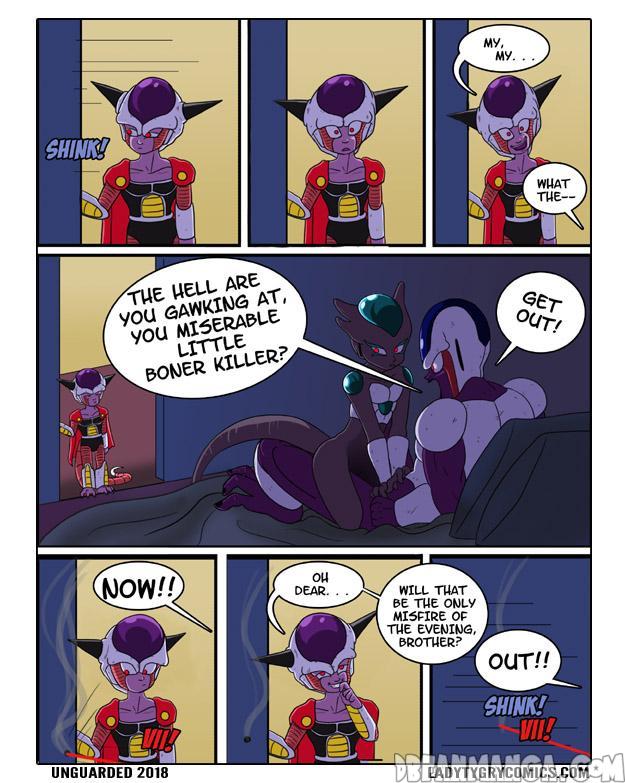 SHINK!
MY,
MY. . .
WHAT
THE--
THE HELL ARE
YOU GAWKING AT,
YOU MISERABLE
LITTLE
BONER KILLER?
GET
OUT!
NOW!!
VII!
OH
DEAR. . .
WILL THAT
BE THE ONLY
MISFIRE OF
THE EVENING,
BROTHER?
OUT!!
SHINK!
VII!
UNGUARDED 2018
LADYTYGRYCOMICS.COM
DBFANMANGA.COM